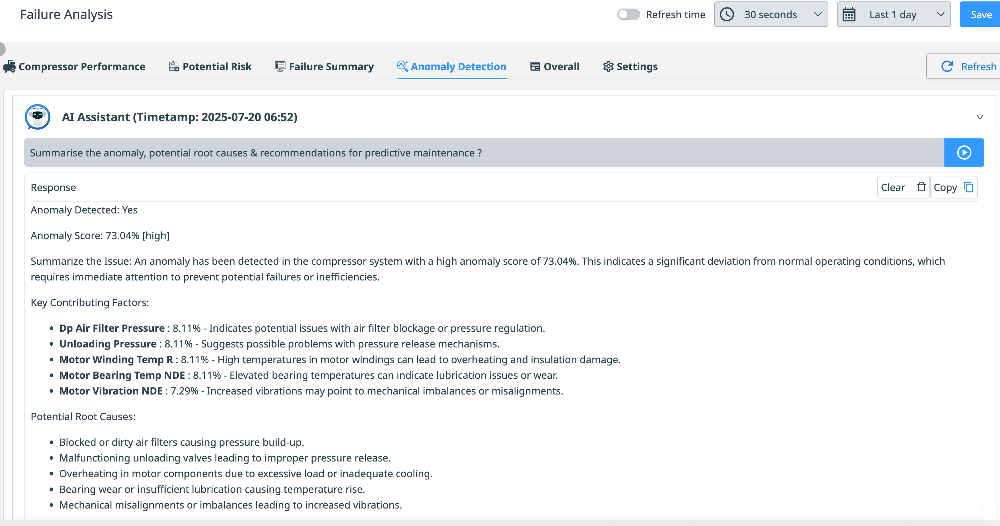 Failure Analysis
Refresh time
30 seconds
Last 1 day
Save
Compressor Performance
Potential Risk
Failure Summary
Anomaly Detection
Overall
Settings
Refresh
AI Assistant (Timetamp: 2025-07-20 06:52)
Summarise the anomaly, potential root causes & recommendations for predictive maintenance ?
Response
Clear
Copy
Anomaly Detected: Yes
Anomaly Score: 73.04% [high]
Summarize the Issue: An anomaly has been detected in the compressor system with a high anomaly score of 73.04%. This indicates a significant deviation from normal operating conditions, which
requires immediate attention to prevent potential failures or inefficiencies.
Key Contributing Factors:
• Dp Air Filter Pressure : 8.11% - Indicates potential issues with air filter blockage or pressure regulation.
• Unloading Pressure : 8.11% - Suggests possible problems with pressure release mechanisms.
• Motor Winding Temp R : 8.11% - High temperatures in motor windings can lead to overheating and insulation damage.
• Motor Bearing Temp NDE : 8.11% - Elevated bearing temperatures can indicate lubrication issues or wear.
• Motor Vibration NDE : 7.29% - Increased vibrations may point to mechanical imbalances or misalignments.
Potential Root Causes:
• Blocked or dirty air filters causing pressure build-up.
• Malfunctioning unloading valves leading to improper pressure release.
• Overheating in motor components due to excessive load or inadequate cooling.
• Bearing wear or insufficient lubrication causing temperature rise.
• Mechanical misalignments or imbalances leading to increased vibrations.